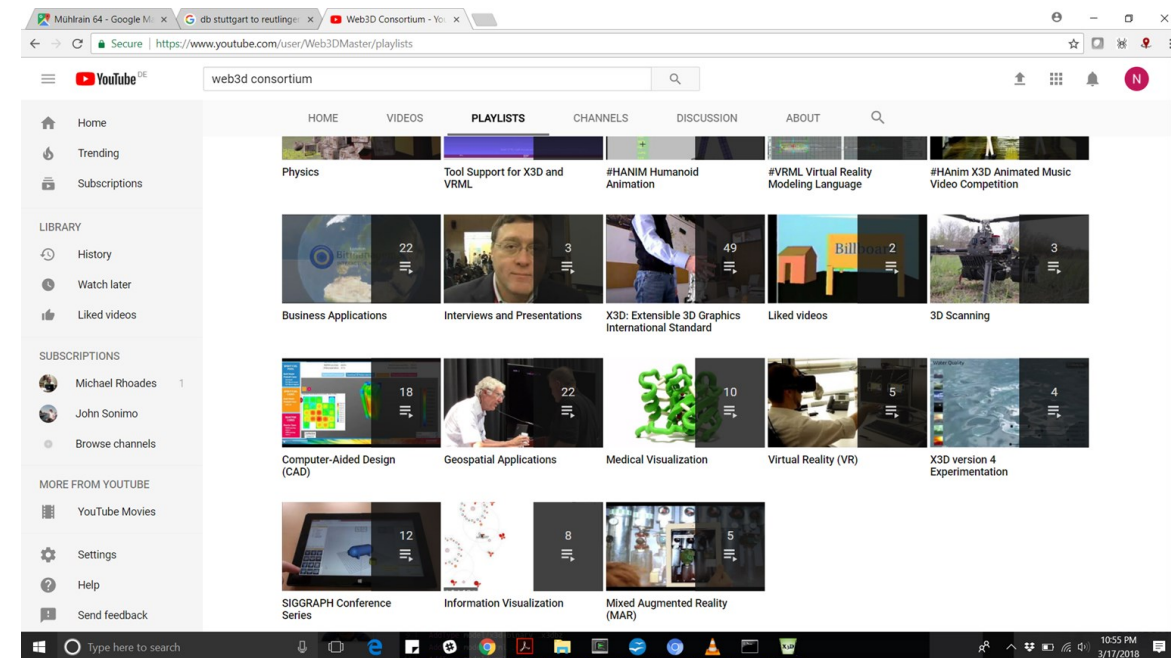 Mühlrain 64 - Google Ma
db stuttgart to reutlinge
Web3D Consortium - You
Secure https://www.youtube.com/user/Web3DMaster/playlists
YouTube DE
web3d consortium
N
HOME VIDEOS PLAYLISTS CHANNELS DISCUSSION ABOUT
Home
Trending
Subscriptions
LIBRARY
History
Watch later
Liked videos
SUBSCRIPTIONS
Michael Rhoades 1
John Sonimo
Browse channels
MORE FROM YOUTUBE
YouTube Movies
Settings
Help
Send feedback
Physics
Tool Support for X3D and
VRML
#HANIM Humanoid
Animation
#VRML Virtual Reality
Modeling Language
#HAnim X3D Animated Music
Video Competition
22
Business Applications
3
Interviews and Presentations
49
X3D: Extensible 3D Graphics
International Standard
Billboard
2
Liked videos
3
3D Scanning
18
Computer-Aided Design
(CAD)
22
Geospatial Applications
10
Medical Visualization
5
Virtual Reality (VR)
Water Quality
4
X3D version 4
Experimentation
12
SIGGRAPH Conference
Series
8
Information Visualization
5
Mixed Augmented Reality
(MAR)
Type here to search
X3D
10:55 PM
3/17/2018